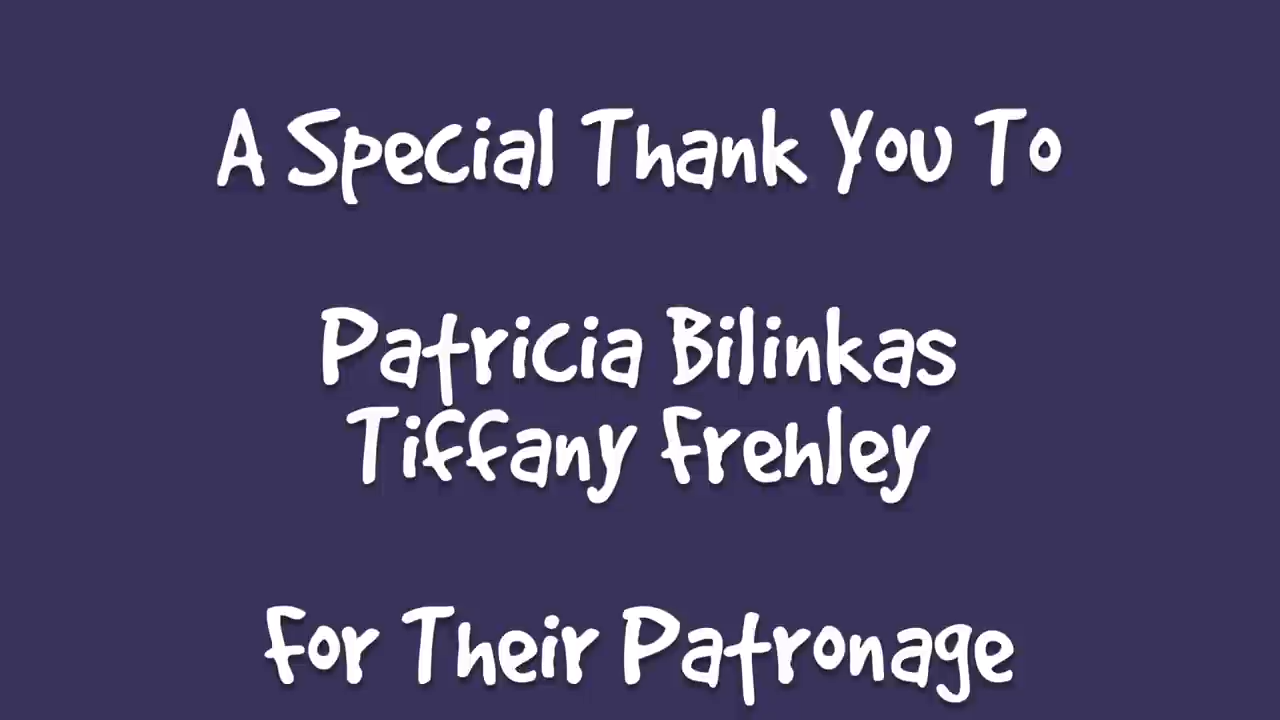 A Special Thank You To
Patricia Bilinkas
Tiffany Frehley
For Their Patronage